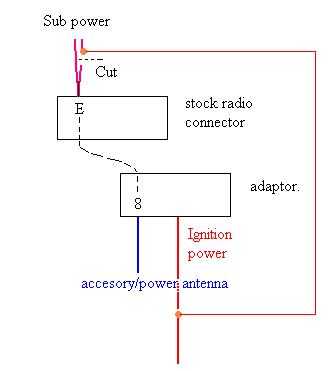 Sub power
Cut
E
stock radio
connector
adaptor.
8
Ignition
power
accesory/power antenna